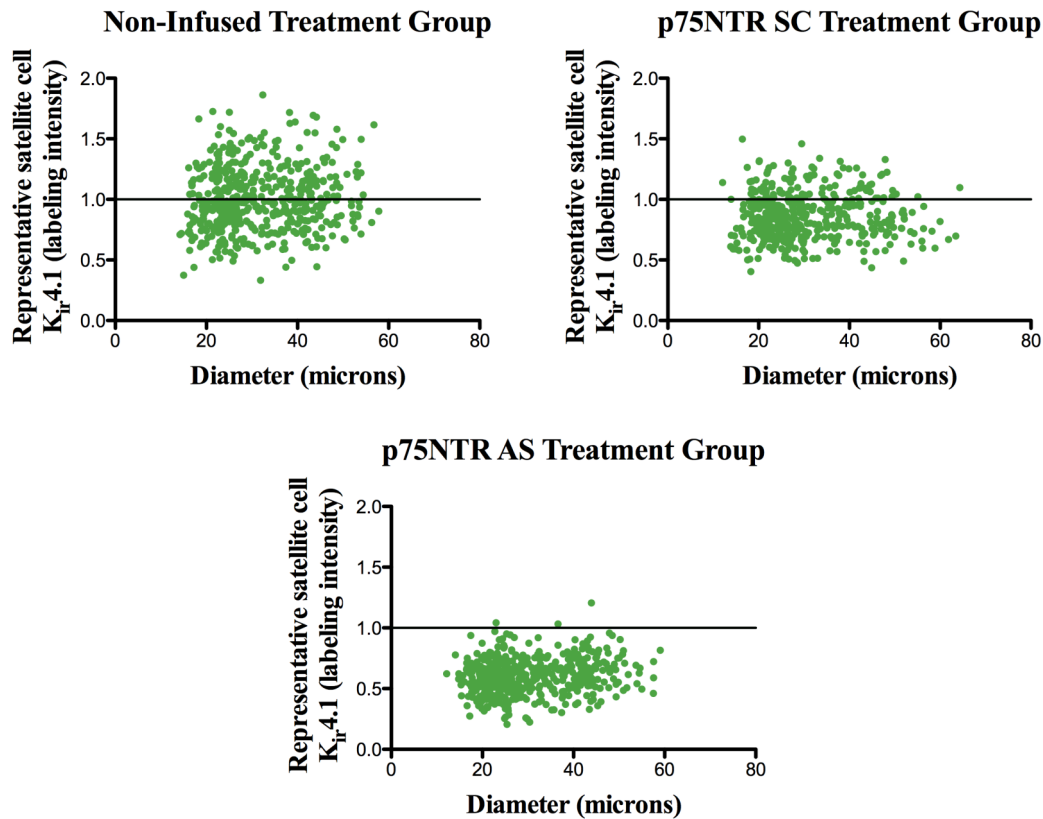 Non-Infused Treatment Group
Representative satellite cell
Kir4.1 (labeling intensity)
2.0
1.5
1.0
0.5
0.0
0 20 40 60 80
Diameter (microns)
p75NTR SC Treatment Group
Representative satellite cell
Kir4.1 (labeling intensity)
2.0
1.5
1.0
0.5
0.0
0 20 40 60 80
Diameter (microns)
p75NTR AS Treatment Group
Representative satellite cell
Kir4.1 (labeling intensity)
2.0
1.5
1.0
0.5
0.0
0 20 40 60 80
Diameter (microns)